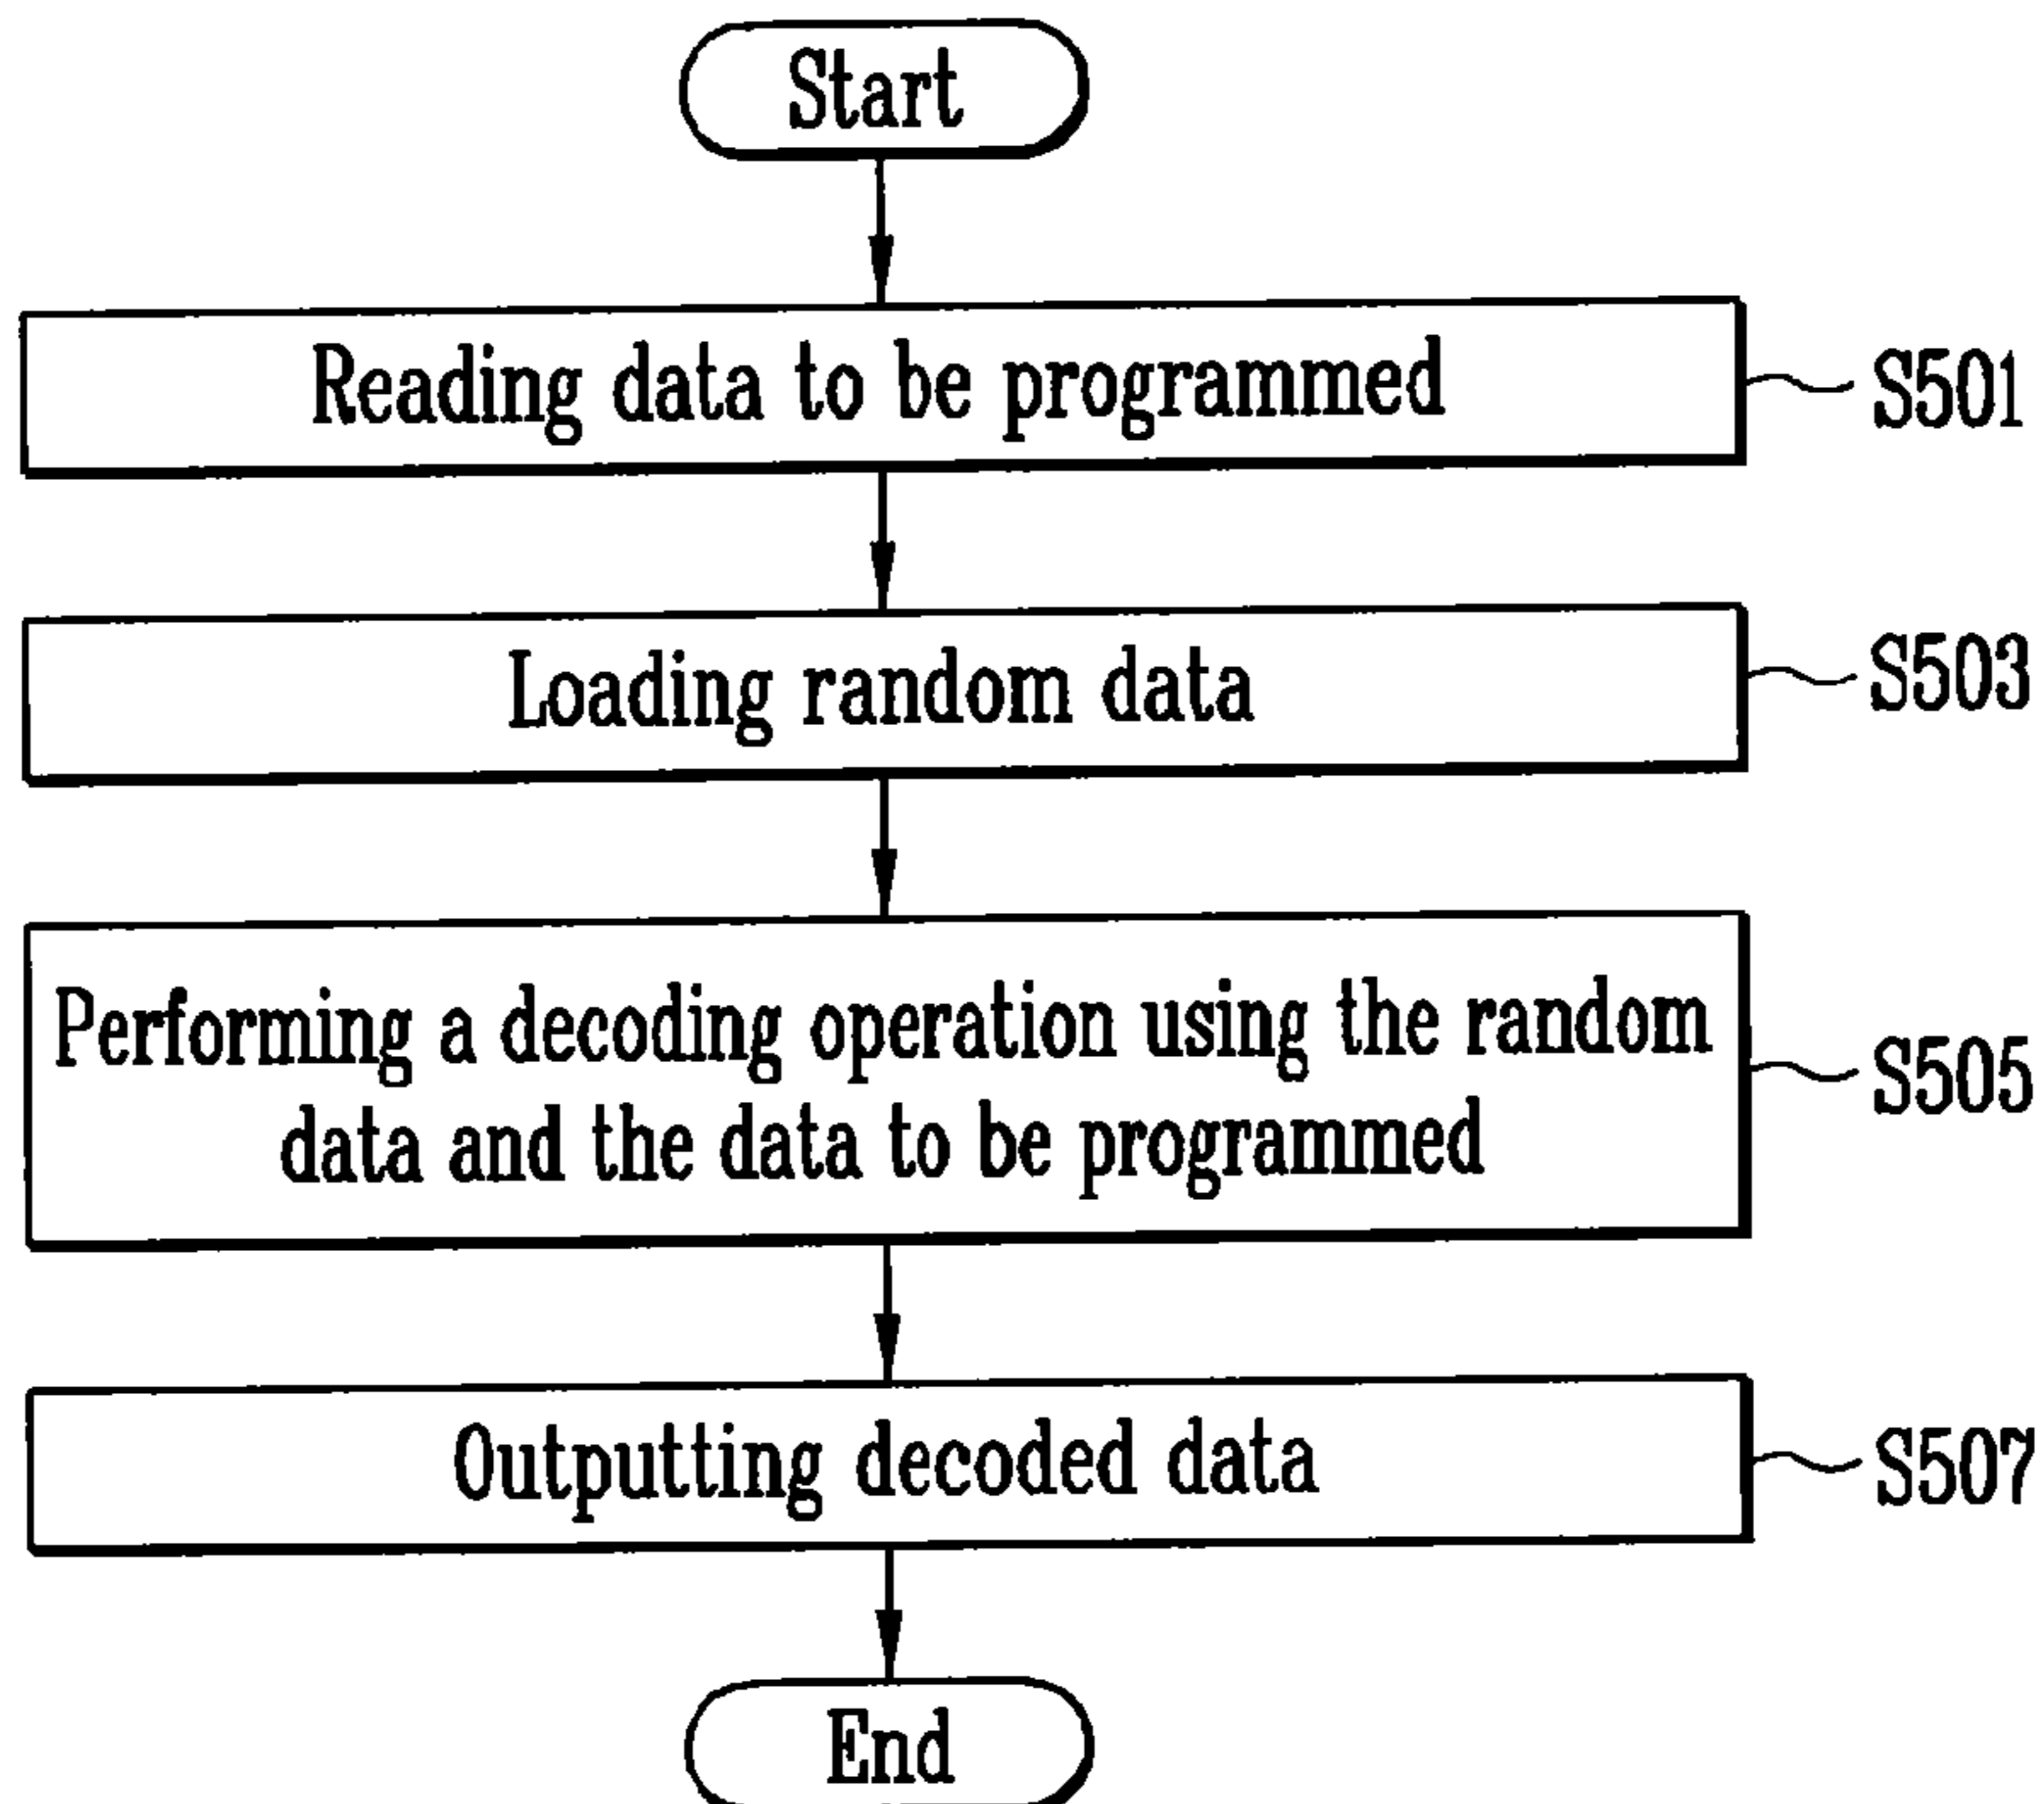 Start
Reading data to be programmed
S501
Loading random data
S503
Performing a decoding operation using the random
data and the data to be programmed
S505
Outputting decoded data
S507
End